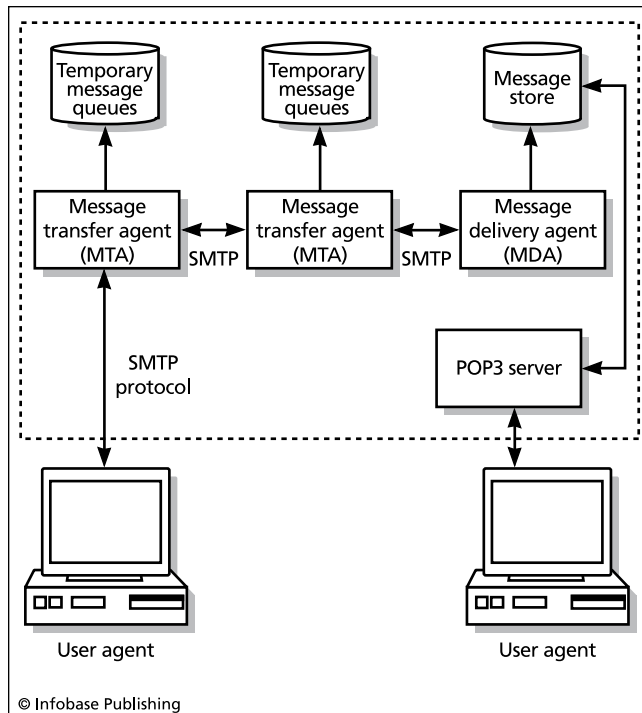 Temporary
message
queues
Temporary
message
queues
Message
store
Message
transfer agent
(MTA)
SMTP
Message
transfer agent
(MTA)
SMTP
Message
delivery agent
(MDA)
SMTP
protocol
POP3 server
User agent
User agent
© Infobase Publishing